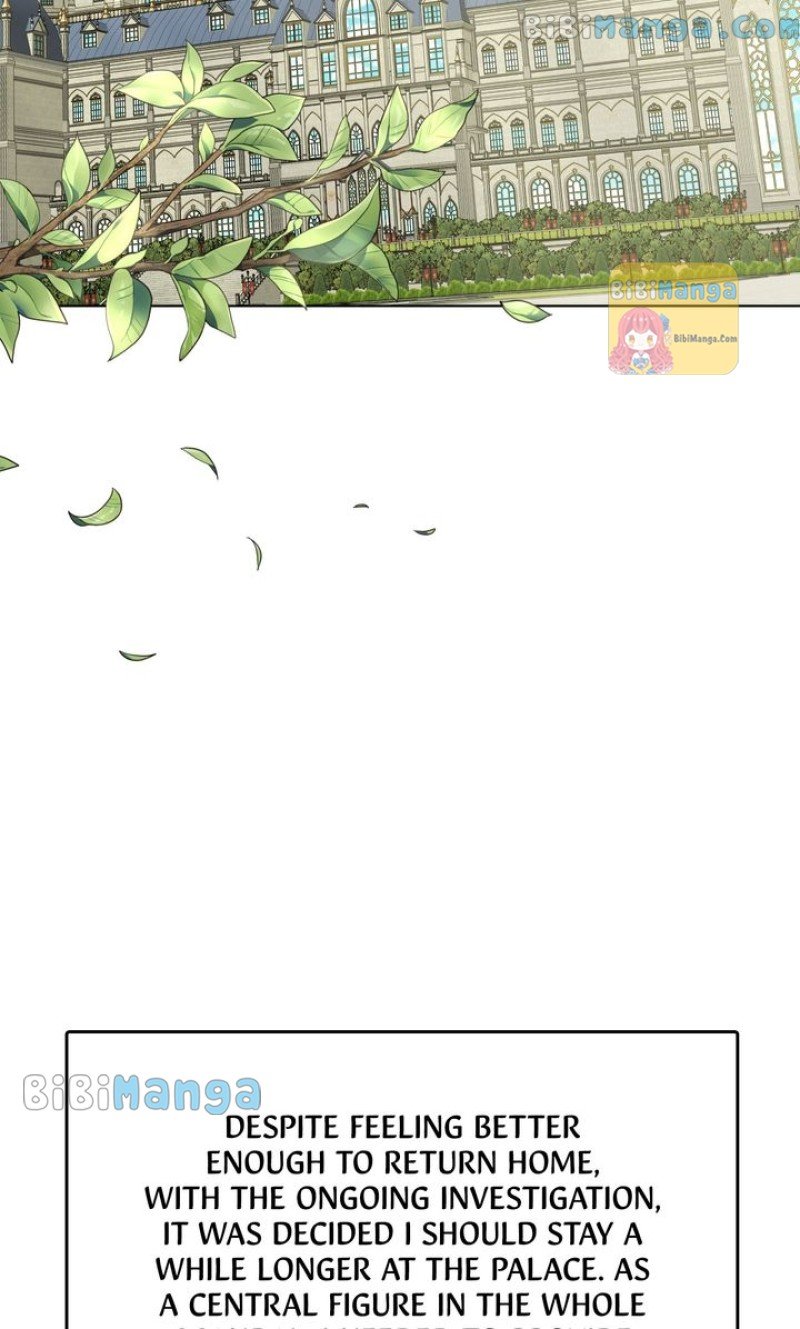 BiBiManga.Com
BiBiManga
BibiManga.Com
BiBiManga
DESPITE FEELING BETTER
ENOUGH TO RETURN HOME,
WITH THE ONGOING INVESTIGATION,
IT WAS DECIDED I SHOULD STAY A
WHILE LONGER AT THE PALACE. AS
A CENTRAL FIGURE IN THE WHOLE